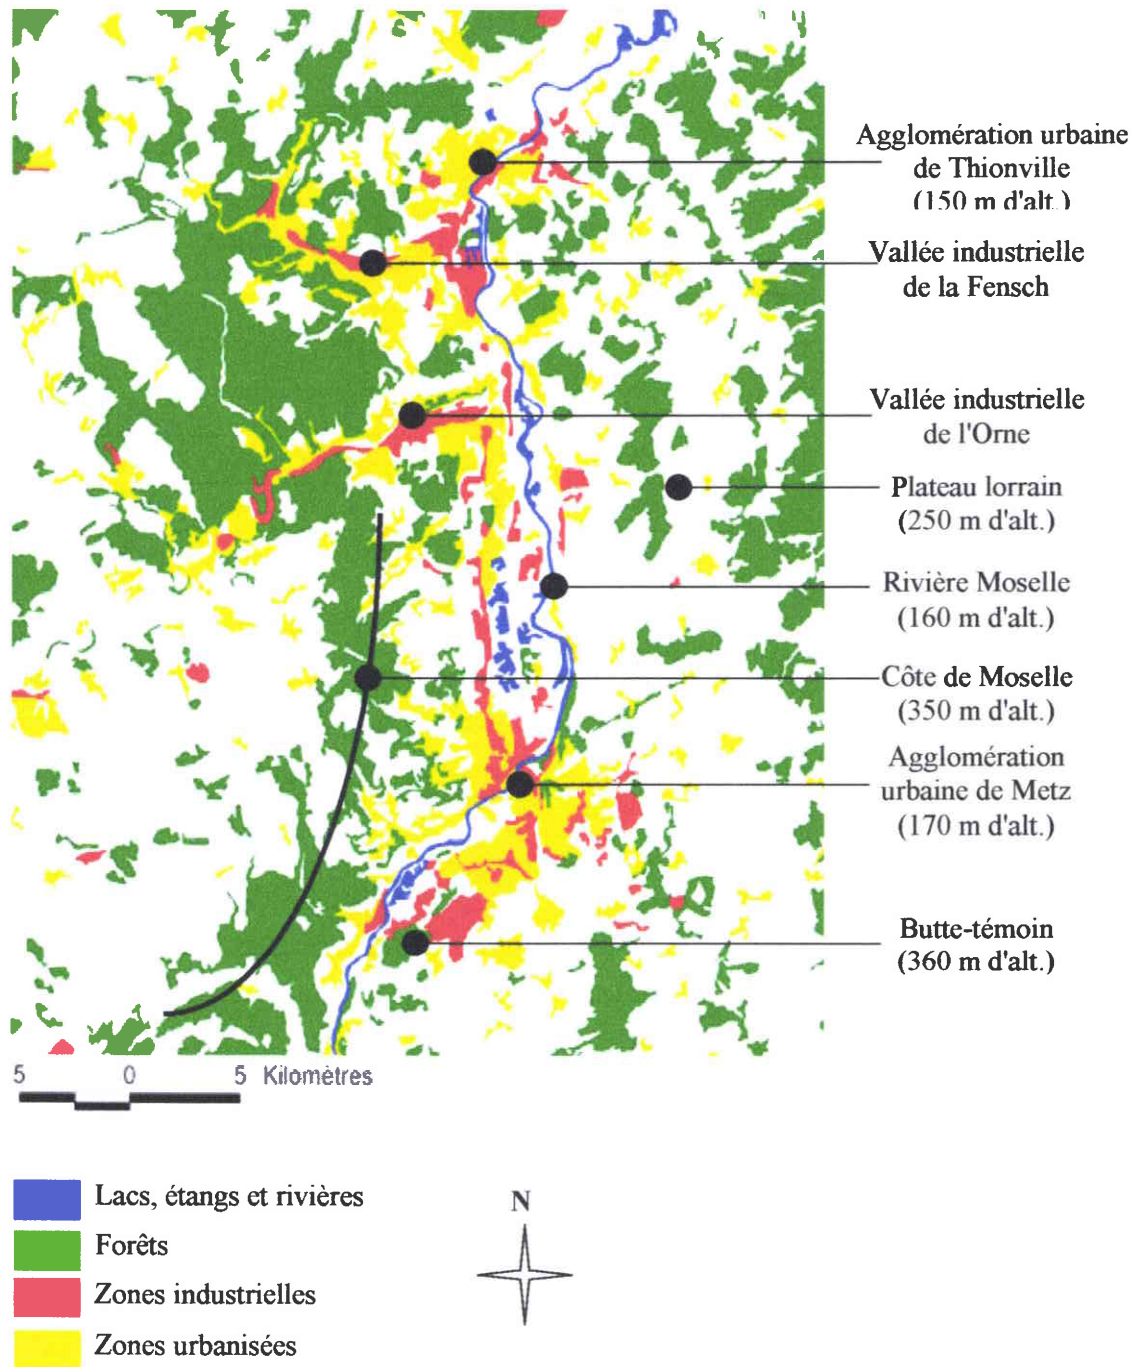 Agglomération urbaine
de Thionville
(150 m d'alt.)
Vallée industrielle
de la Fensch
Vallée industrielle
de l'Orne
Plateau lorrain
(250 m d'alt.)
Rivière Moselle
(160 m d'alt.)
Côte de Moselle
(350 m d'alt.)
Agglomération
urbaine de Metz
(170 m d'alt.)
Butte-témoin
(360 m d'alt.)
5 0 5 Kilomètres
Lacs, étangs et rivières
Forêts
Zones industrielles
Zones urbanisées
N